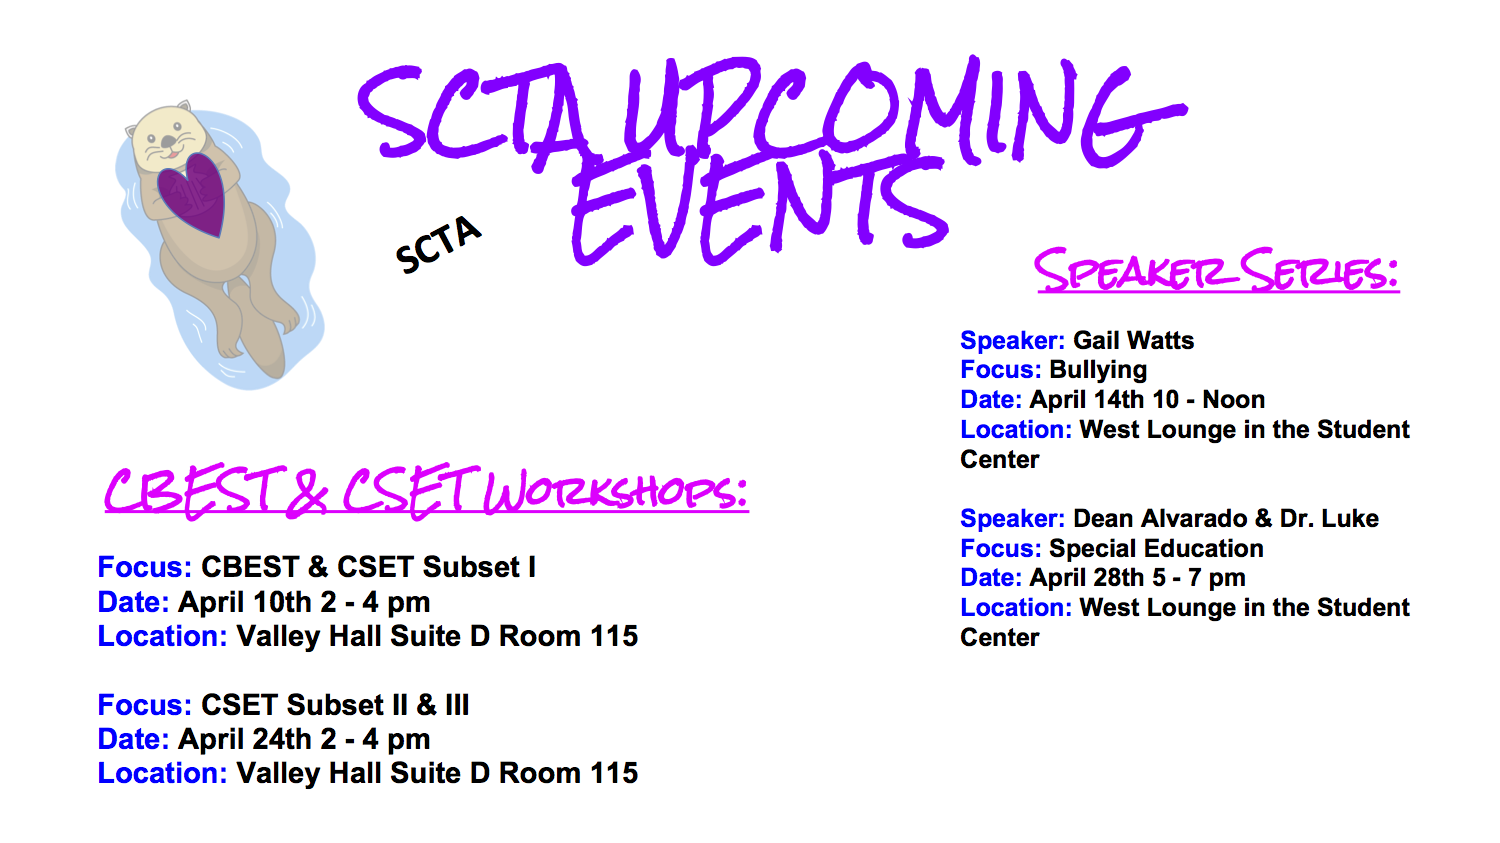 SCTA UPCOMING
EVENTS
SCTA
SPEAKER SERIES:
Speaker: Gail Watts
Focus: Bullying
Date: April 14th 10 - Noon
Location: West Lounge in the Student
Center
Speaker: Dean Alvarado & Dr. Luke
Focus: Special Education
Date: April 28th 5 - 7 pm
Location: West Lounge in the Student
Center
CBEST & CSET WORKSHOPS:
Focus: CBEST & CSET Subset I
Date: April 10th 2 - 4 pm
Location: Valley Hall Suite D Room 115
Focus: CSET Subset II & III
Date: April 24th 2 - 4 pm
Location: Valley Hall Suite D Room 115